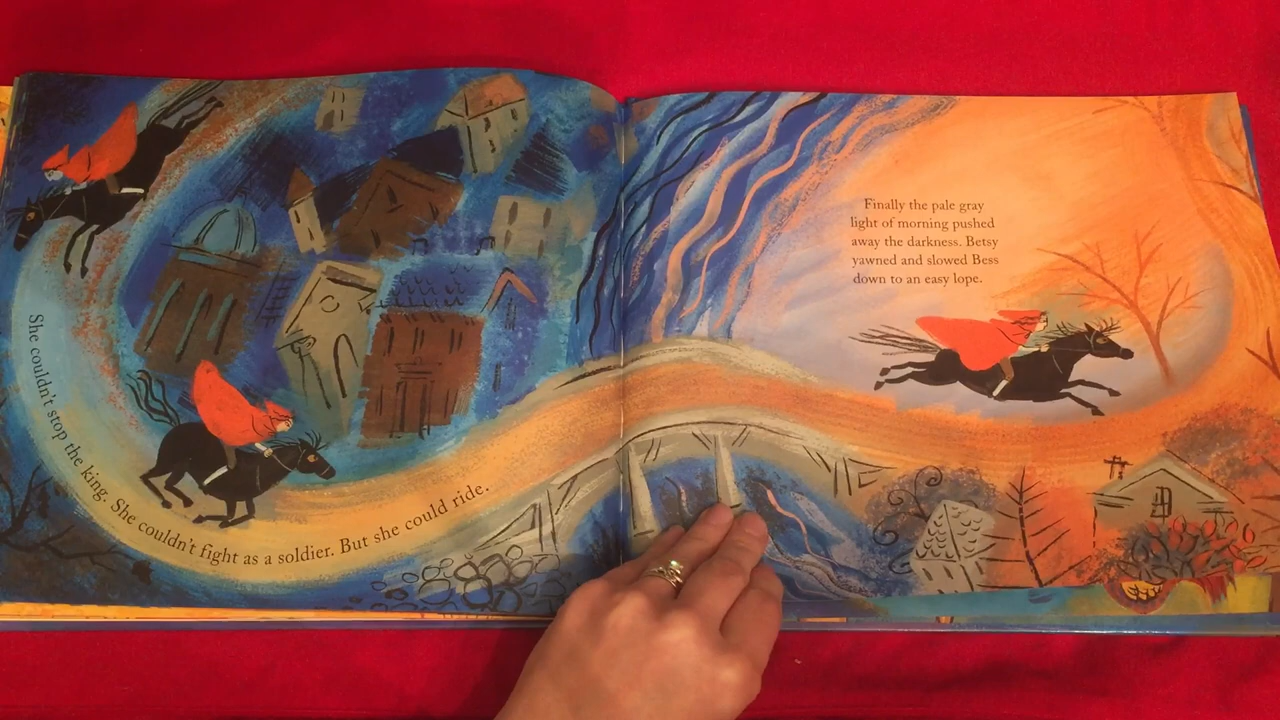 She couldn't stop the king. She couldn't fight as a soldier. But she could ride.
Finally the pale gray
light of morning pushed
away the darkness. Betsy
yawned and slowed Bess
down to an easy lope.